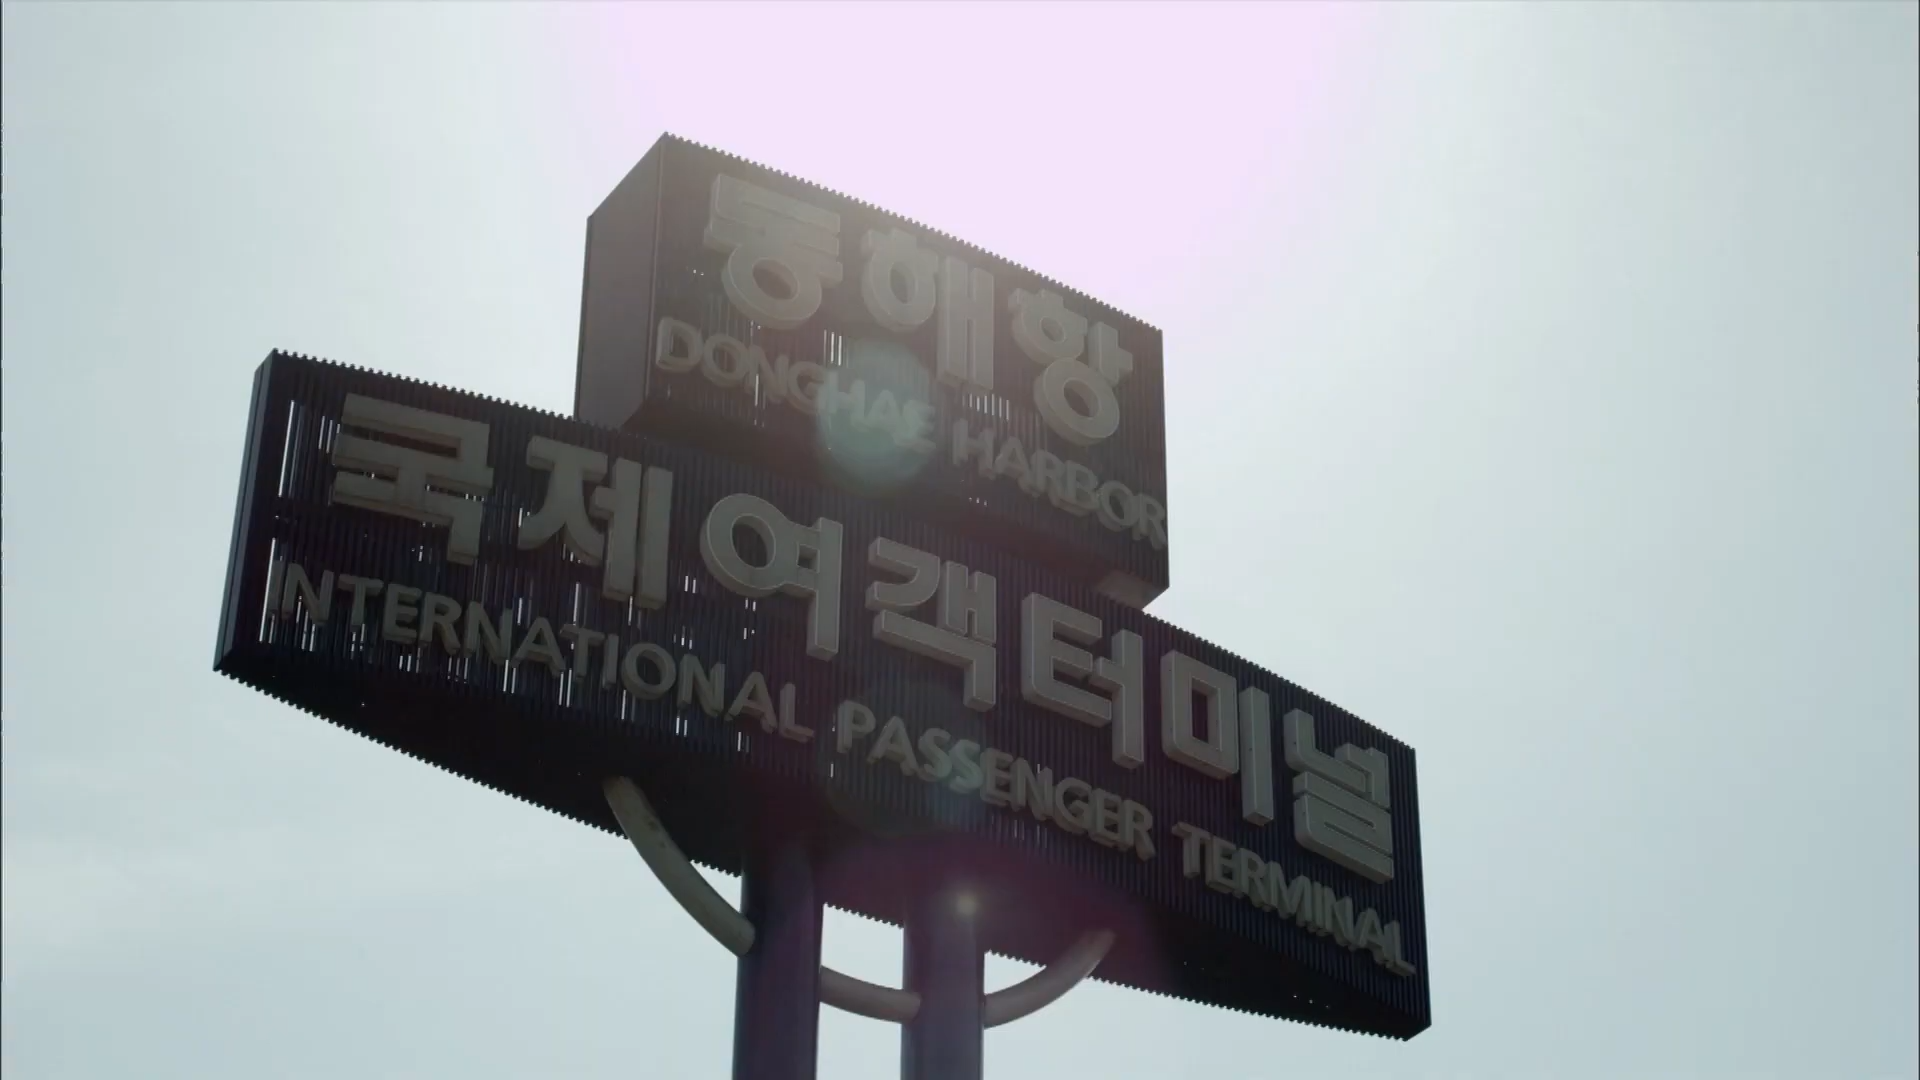 동해항
DONGHAE HARBOR
국제여객터미널
INTERNATIONAL PASSENGER TERMINAL